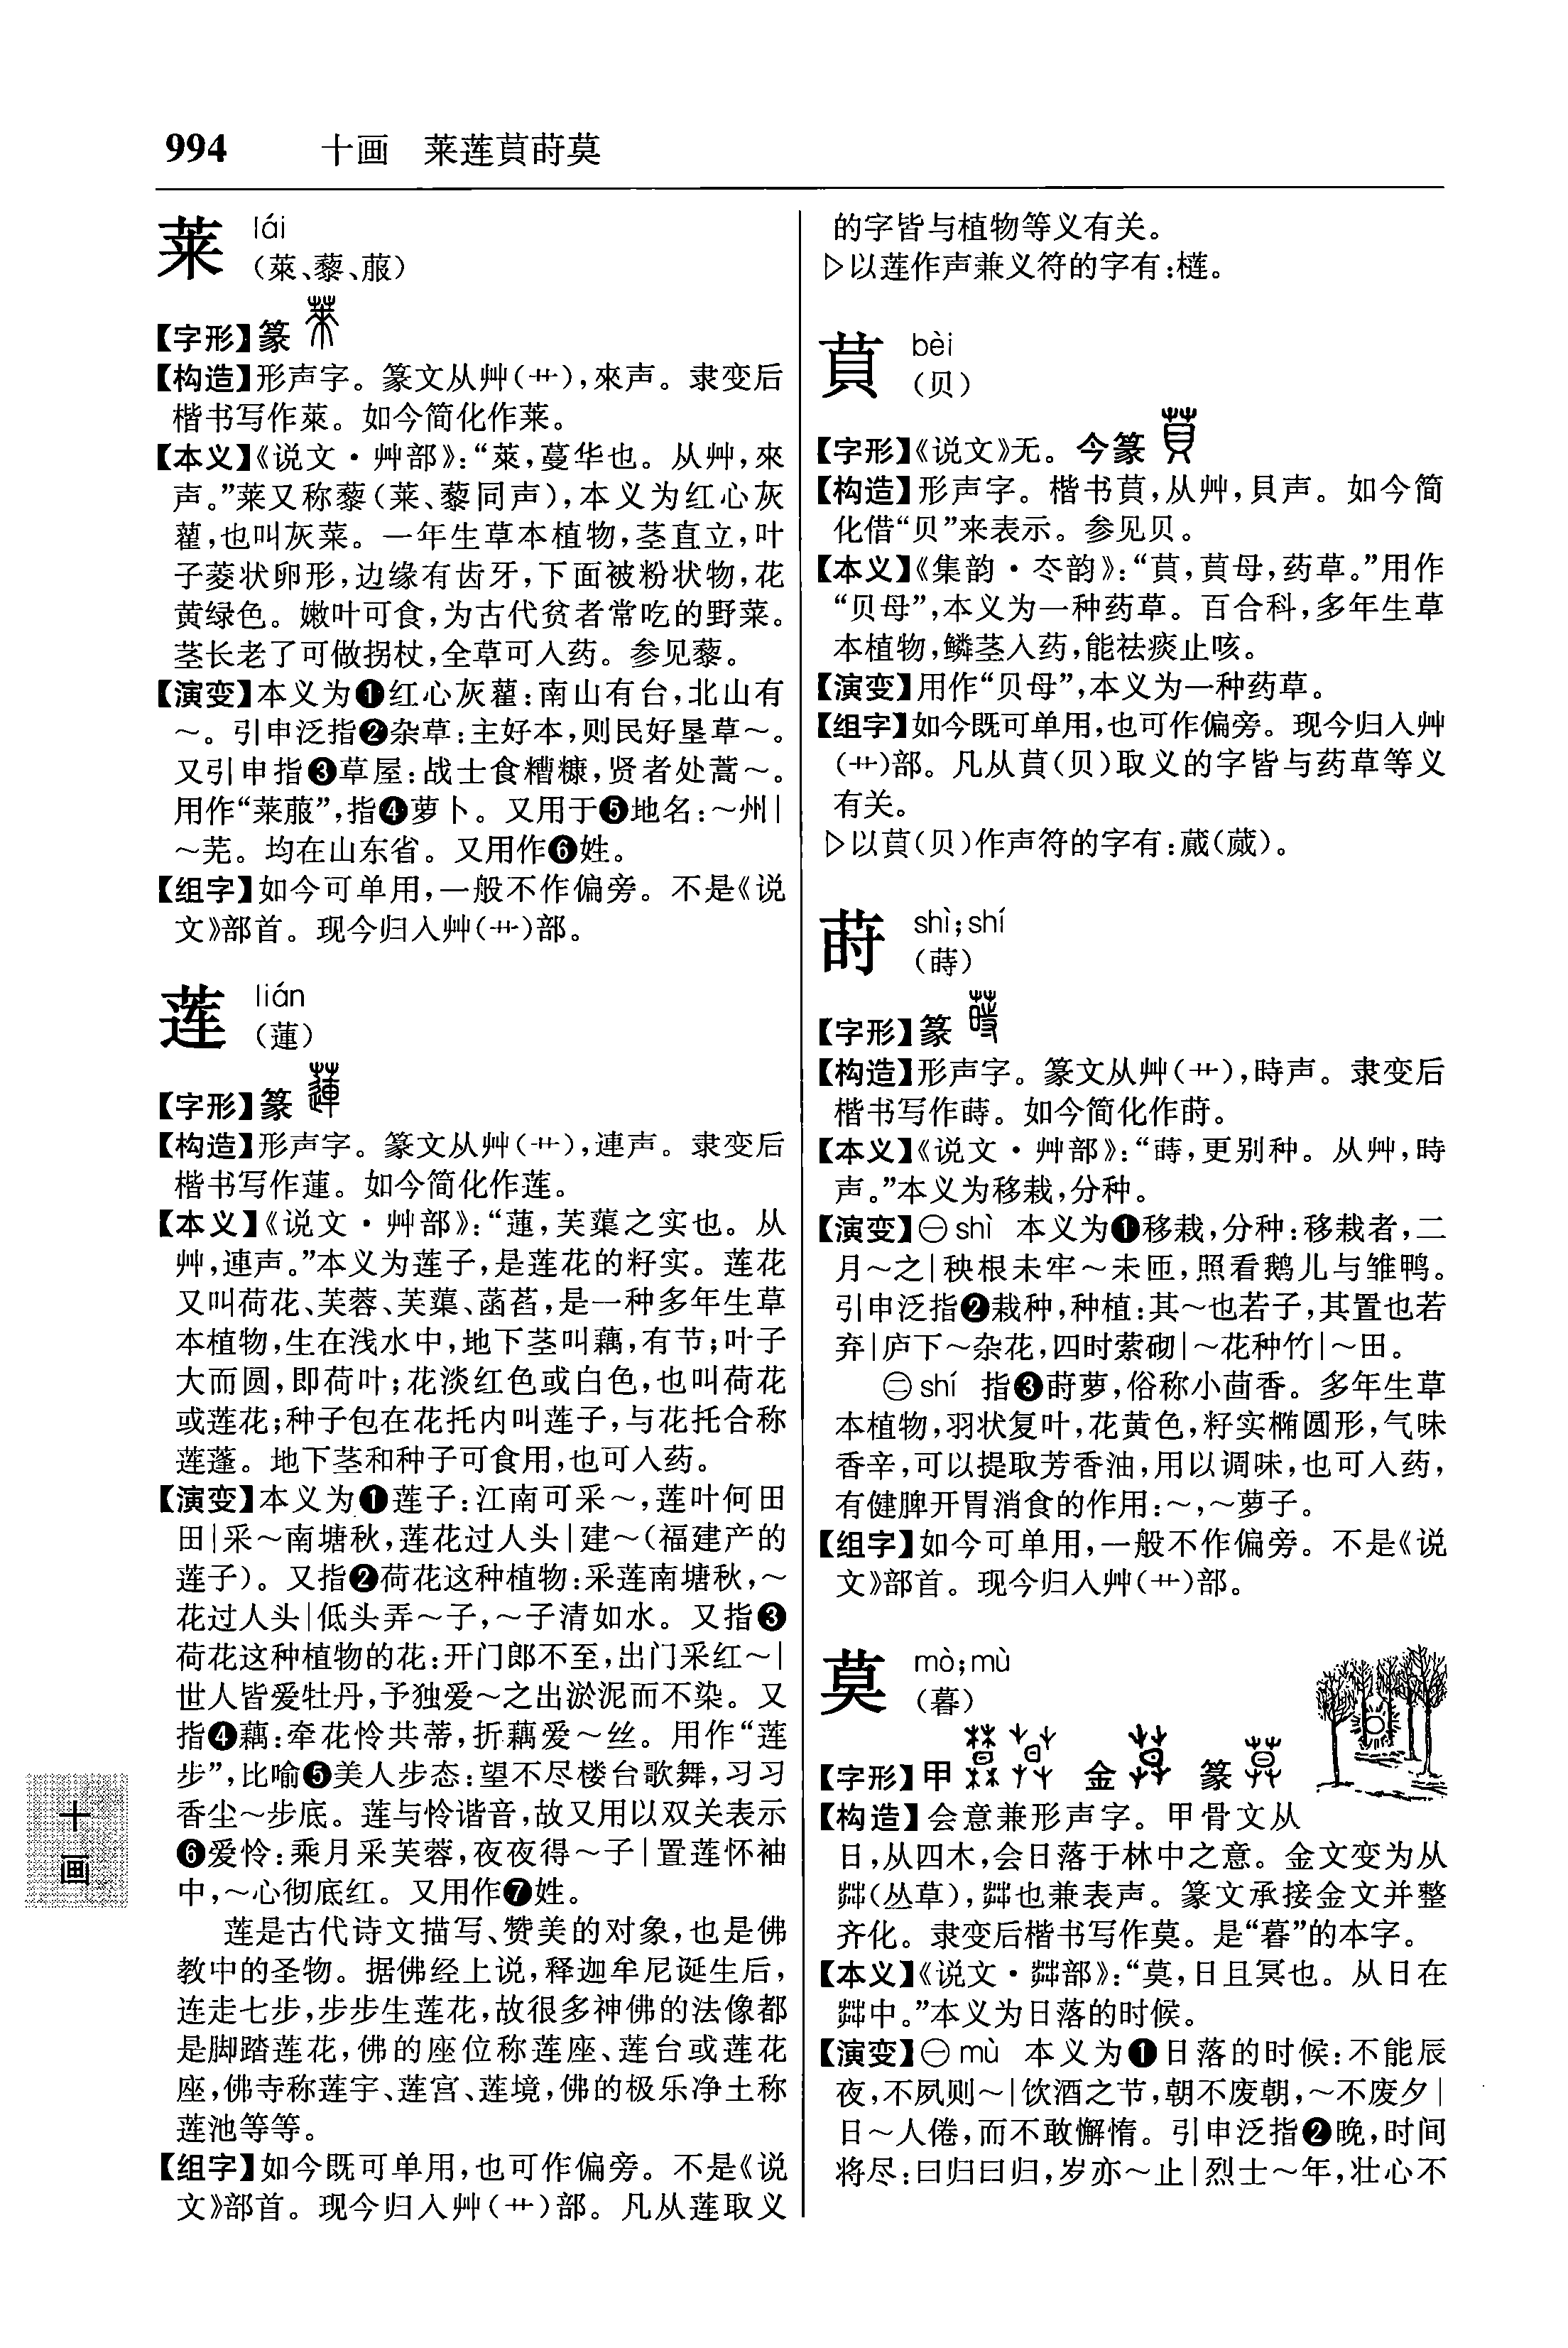 994 十画 莱莲萯莳莫
莱 lái
（萊、藜、菔）
【字形】篆
【构造】形声字。篆文从艸（艹），來声。隶变后
楷书写作萊。如今简化作莱。
【本义】《说文·艸部》：“萊，蔓华也。从艸，來
声。”莱又称藜（莱、藜同声），本义为红心灰
藋，也叫灰菜。一年生草本植物，茎直立，叶
子菱状卵形，边缘有齿牙，下面被粉状物，花
黄绿色。嫩叶可食，为古代贫者常吃的野菜。
茎长老了可做拐杖，全草可入药。参见藜。
【演变】本义为❶红心灰藋：南山有台，北山有
～。引申泛指❷杂草：主好本，则民好垦草～。
又引申指❸草屋：战士食糟糠，贤者处蒿～。
用作“莱菔”，指❹萝卜。又用于❺地名：～州|
～芜。均在山东省。又用作❻姓。
【组字】如今可单用，一般不作偏旁。不是《说
文》部首。现今归入艸（艹）部。
莲 lián
（蓮）
【字形】篆
【构造】形声字。篆文从艸（艹），連声。隶变后
楷书写作蓮。如今简化作莲。
【本义】《说文·艸部》：“蓮，芙蕖之实也。从
艸，連声。”本义为莲子，是莲花的籽实。莲花
又叫荷花、芙蓉、芙蕖、菡萏，是一种多年生草
本植物，生在浅水中，地下茎叫藕，有节；叶子
大而圆，即荷叶；花淡红色或白色，也叫荷花
或莲花；种子包在花托内叫莲子，与花托合称
莲蓬。地下茎和种子可食用，也可入药。
【演变】本义为❶莲子：江南可采～，莲叶何田
田|采～南塘秋，莲花过人头|建～（福建产的
莲子）。又指❷荷花这种植物：采莲南塘秋，～
花过人头|低头弄～子，～子清如水。又指❸
荷花这种植物的花：开门郎不至，出门采红～|
世人皆爱牡丹，予独爱～之出淤泥而不染。又
指❹藕：牵花怜共蒂，折藕爱～丝。用作“莲
步”，比喻❺美人步态：望不尽楼台歌舞，习习
香尘～步底。莲与怜谐音，故又用以双关表示
❻爱怜：乘月采芙蓉，夜夜得～子|置莲怀袖
中，～心彻底红。又用作❼姓。
莲是古代诗文描写、赞美的对象，也是佛
教中的圣物。据佛经上说，释迦牟尼诞生后，
连走七步，步步生莲花，故很多神佛的法像都
是脚踏莲花，佛的座位称莲座、莲台或莲花
座，佛寺称莲宇、莲宫、莲境，佛的极乐净土称
莲池等等。
【组字】如今既可单用，也可作偏旁。不是《说
文》部首。现今归入艸（艹）部。凡从莲取义
的字皆与植物等义有关。
▷以莲作声兼义符的字有：梿。
萯 bèi
（贝）
【字形】《说文》无。今篆
【构造】形声字。楷书萯，从艸，貝声。如今简
化借“贝”来表示。参见贝。
【本义】《集韵·夳韵》：“萯，萯母，药草。”用作
“贝母”，本义为一种药草。百合科，多年生草
本植物，鳞茎入药，能祛痰止咳。
【演变】用作“贝母”，本义为一种药草。
【组字】如今既可单用，也可作偏旁。现今归入艸
（艹）部。凡从萯（贝）取义的字皆与药草等义
有关。
▷以萯（贝）作声符的字有：蒇（蕆）。
莳 shì；shí
（蒔）
【字形】篆
【构造】形声字。篆文从艸（艹），時声。隶变后
楷书写作蒔。如今简化作莳。
【本义】《说文·艸部》：“蒔，更别种。从艸，時
声。”本义为移栽，分种。
【演变】㊀shì 本义为❶移栽，分种：移栽者，二
月～之|秧根未牢～未匝，照看鹅儿与雏鸭。
引申泛指❷栽种，种植：其～也若子，其置也若
弃|庐下～杂花，四时萦砌|～花种竹|～田。
㊁shí 指❸莳萝，俗称小茴香。多年生草
本植物，羽状复叶，花黄色，籽实椭圆形，气味
香辛，可以提取芳香油，用以调味，也可入药，
有健脾开胃消食的作用：～，～萝子。
【组字】如今可单用，一般不作偏旁。不是《说
文》部首。现今归入艸（艹）部。
莫 mò；mù
（暮）
【字形】甲 金 篆
【构造】会意兼形声字。甲骨文从
日，从四木，会日落于林中之意。金文变为从
茻（丛草），茻也兼表声。篆文承接金文并整
齐化。隶变后楷书写作莫。是“暮”的本字。
【本义】《说文·茻部》：“莫，日且冥也。从日在
茻中。”本义为日落的时候。
【演变】㊀mù 本义为❶日落的时候：不能辰
夜，不夙则～|饮酒之节，朝不废朝，～不废夕|
日～人倦，而不敢懈惰。引申泛指❷晚，时间
将尽：曰归曰归，岁亦～止|烈士～年，壮心不
十
画